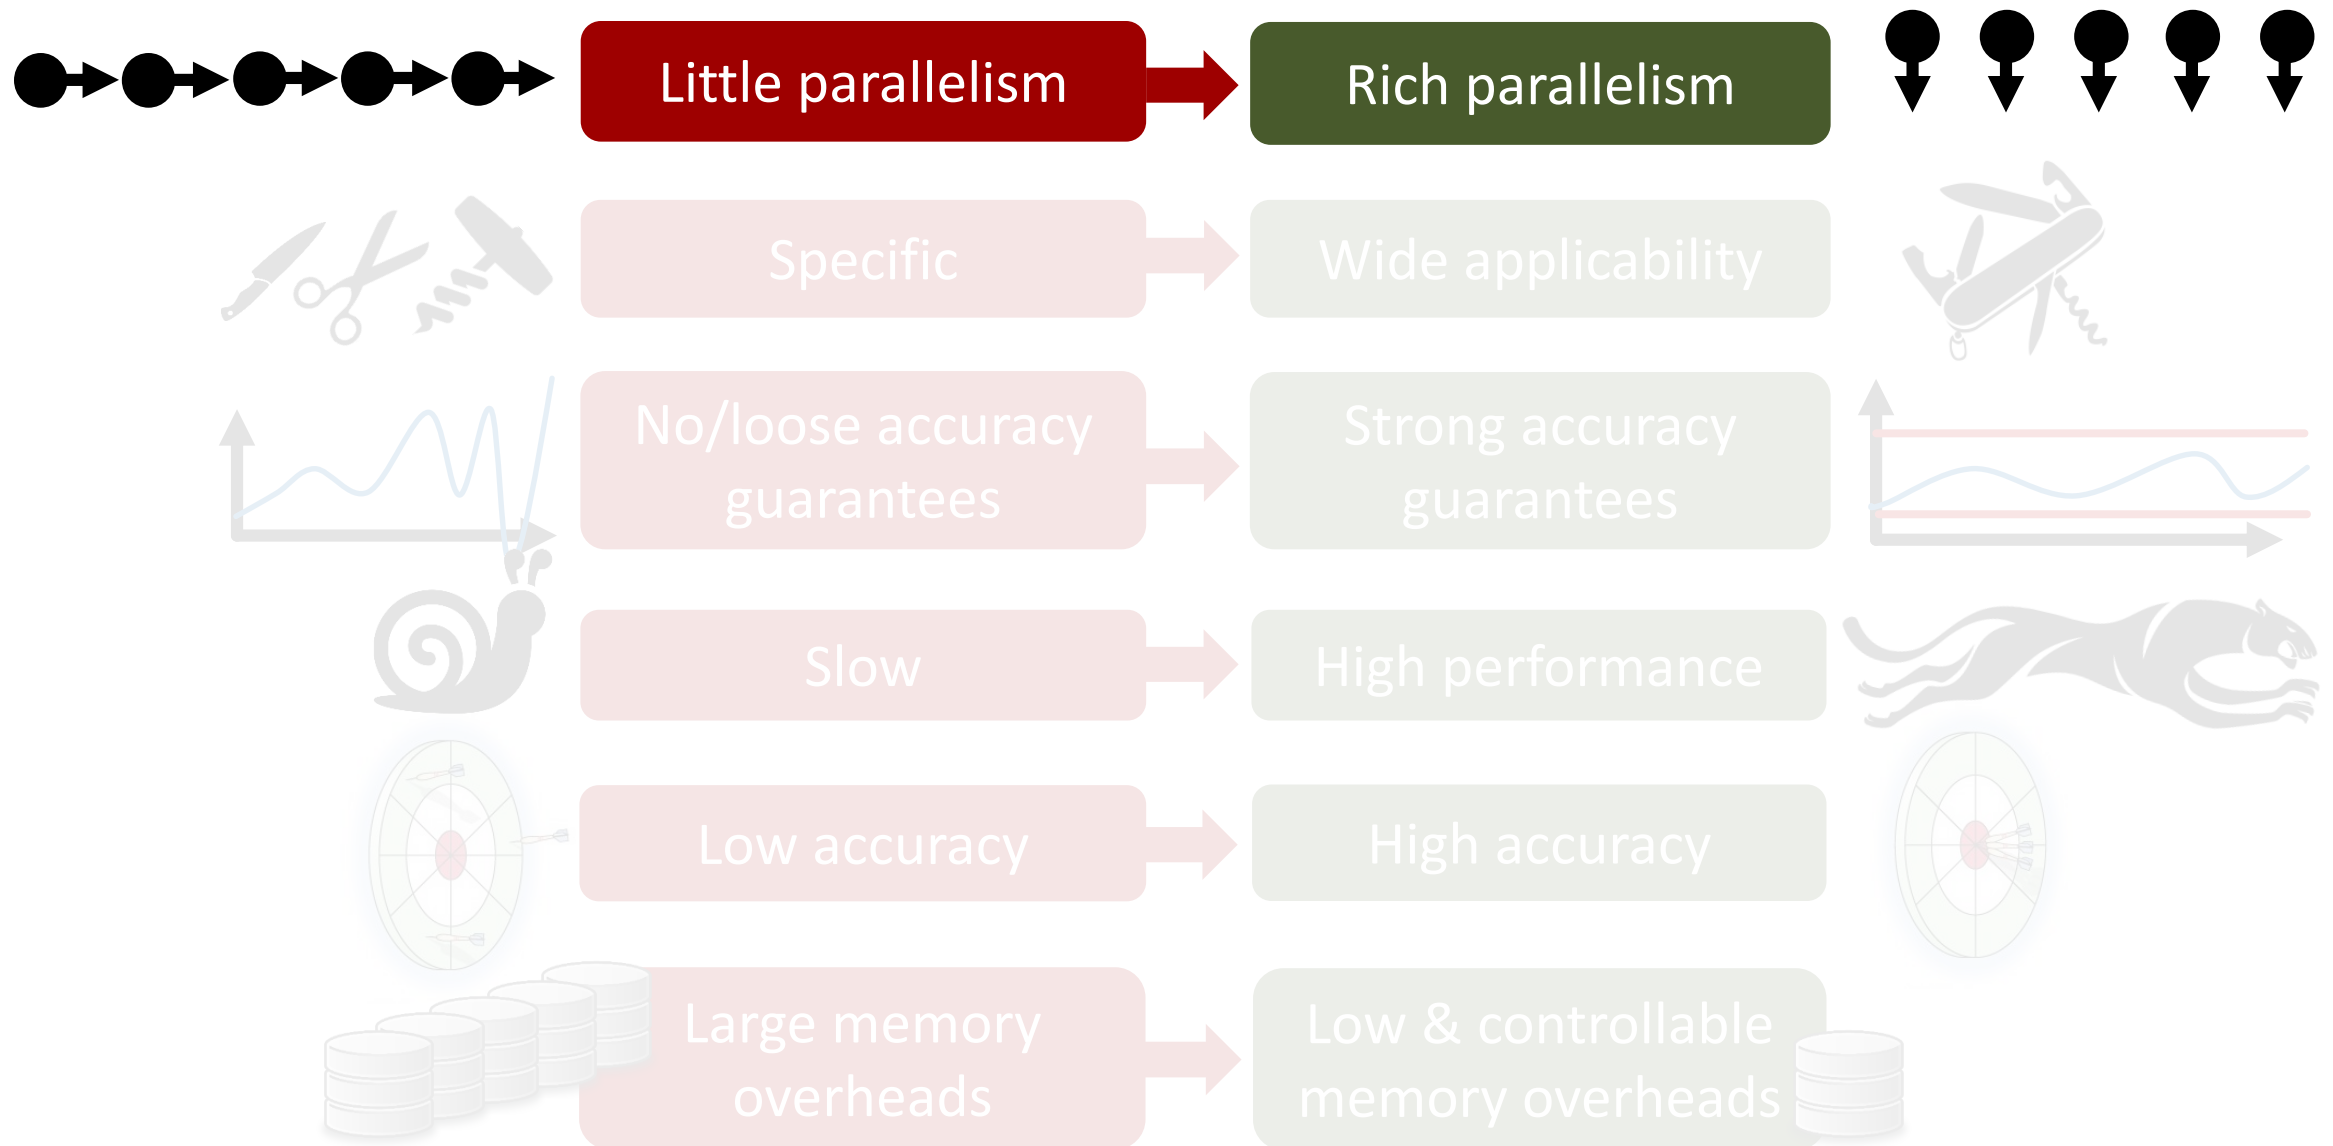 Little parallelism
Rich parallelism
Specific
Wide applicability
No/loose accuracy
guarantees
Strong accuracy
guarantees
Slow
High performance
Low accuracy
High accuracy
Large memory
overheads
Low & controllable
memory overheads